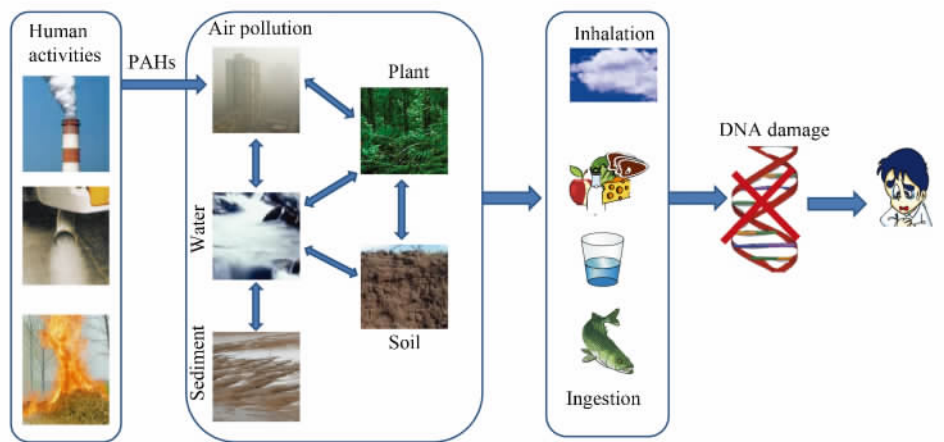 Human
activities
PAHs
Air pollution
Plant
Water
Soil
Sediment
Inhalation
Ingestion
DNA damage